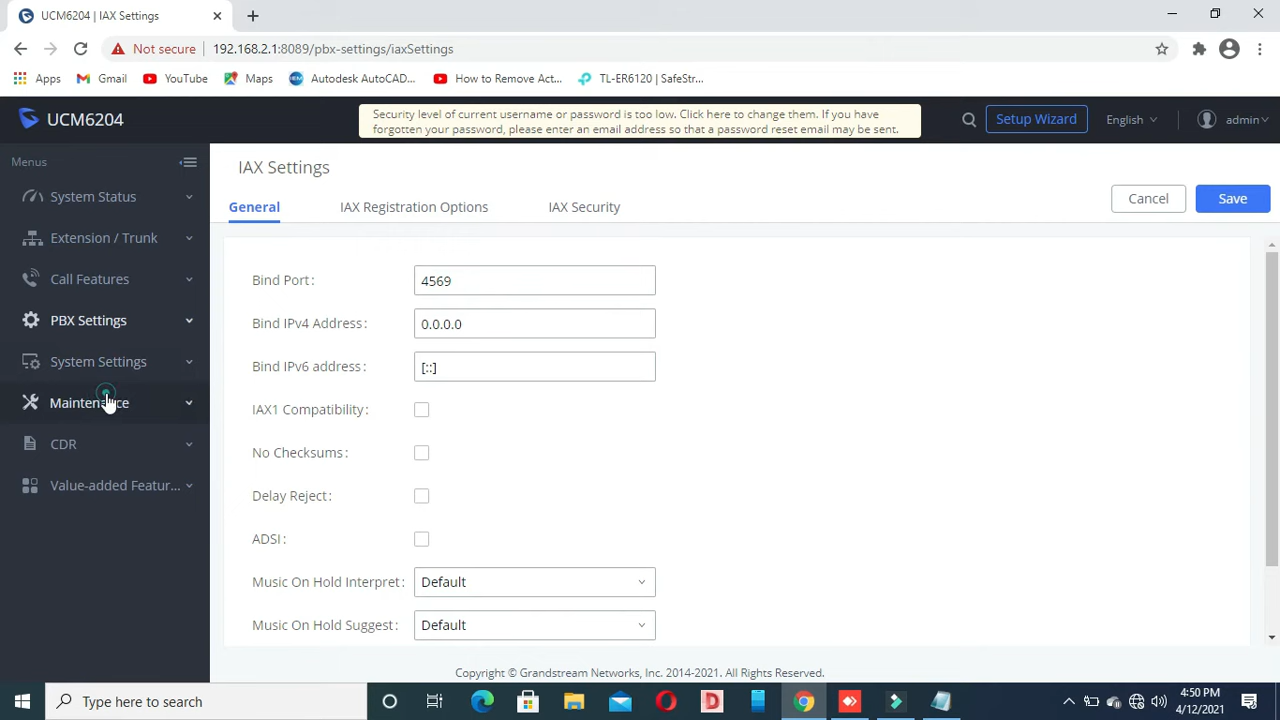 UCM6204 | IAX Settings
Not secure
192.168.2.1:8089/pbx-settings/iaxSettings
Apps
Gmail
YouTube
Maps
Autodesk AutoCAD...
How to Remove Act...
TL-ER6120 | SafeStr...
UCM6204
Security level of current username or password is too low. Click here to change them. If you have
forgotten your password, please enter an email address so that a password reset email may be sent.
Setup Wizard
English
admin
Menus
System Status
Extension / Trunk
Call Features
PBX Settings
System Settings
Maintenance
CDR
Value-added Featur...
IAX Settings
General
IAX Registration Options
IAX Security
Cancel
Save
Bind Port:
4569
Bind IPv4 Address:
0.0.0.0
Bind IPv6 address:
[::]
IAX1 Compatibility:
No Checksums:
Delay Reject:
ADSI:
Music On Hold Interpret:
Default
Music On Hold Suggest:
Default
Copyright © Grandstream Networks, Inc. 2014-2021. All Rights Reserved.
Type here to search
4:50 PM
4/12/2021